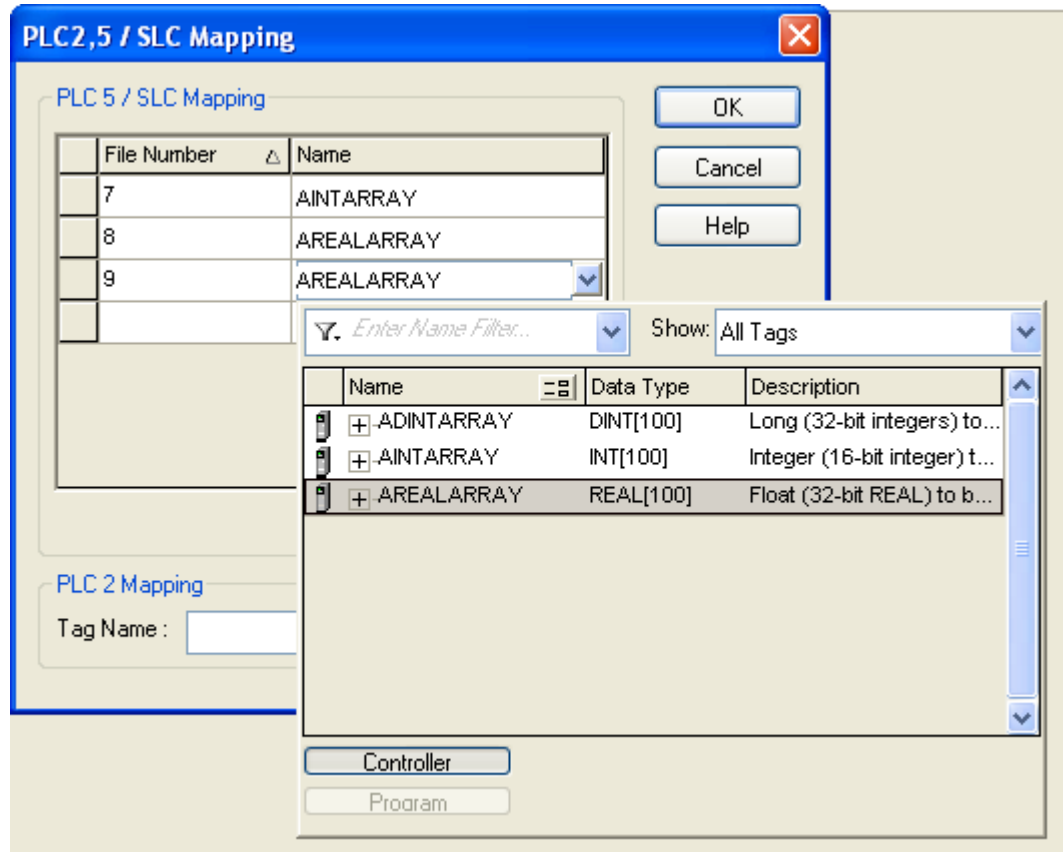 PLC2,5 / SLC Mapping
PLC 5 / SLC Mapping
OK
File Number Name
Cancel
7 AINTARRAY
Help
8 AREALARRAY
9 AREALARRAY
Enter Name Filter... Show: All Tags
Name Data Type Description
ADINTARRAY DINT[100] Long (32-bit integers) to...
AINTARRAY INT[100] Integer (16-bit integer) t...
AREALARRAY REAL[100] Float (32-bit REAL) to b...
PLC 2 Mapping
Tag Name :
Controller
Program